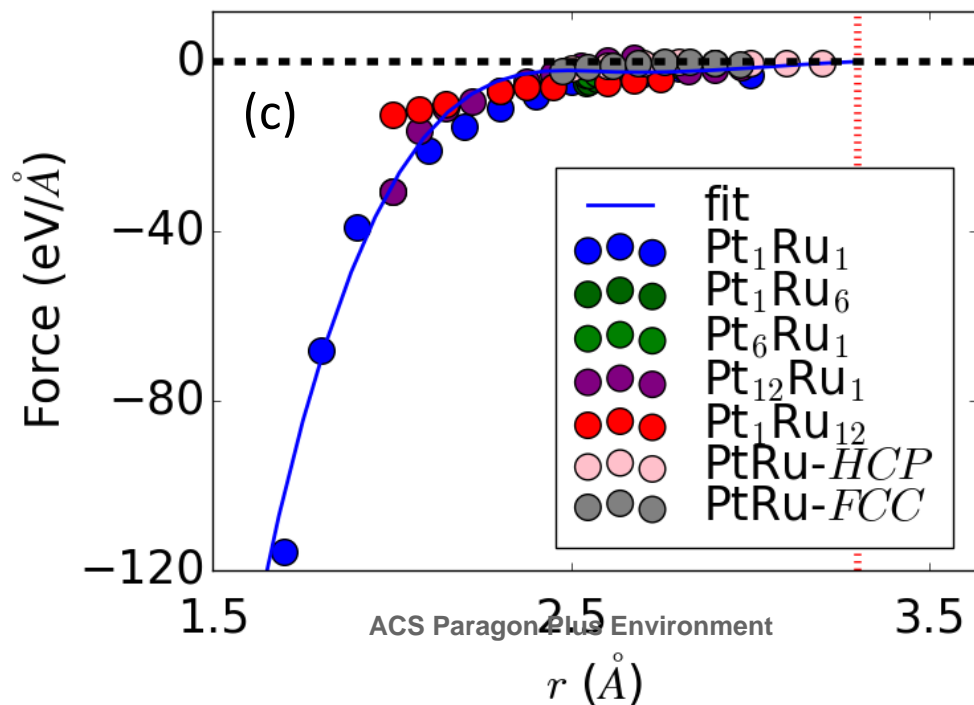 0
(c)
−40
−80
−120
Force (eV/Å)
fit
Pt₁Ru₁
Pt₁Ru₆
Pt₆Ru₁
Pt₁₂Ru₁
Pt₁Ru₁₂
PtRu-HCP
PtRu-FCC
1.5 2.5 3.5
ACS Paragon Plus Environment
r (Å)